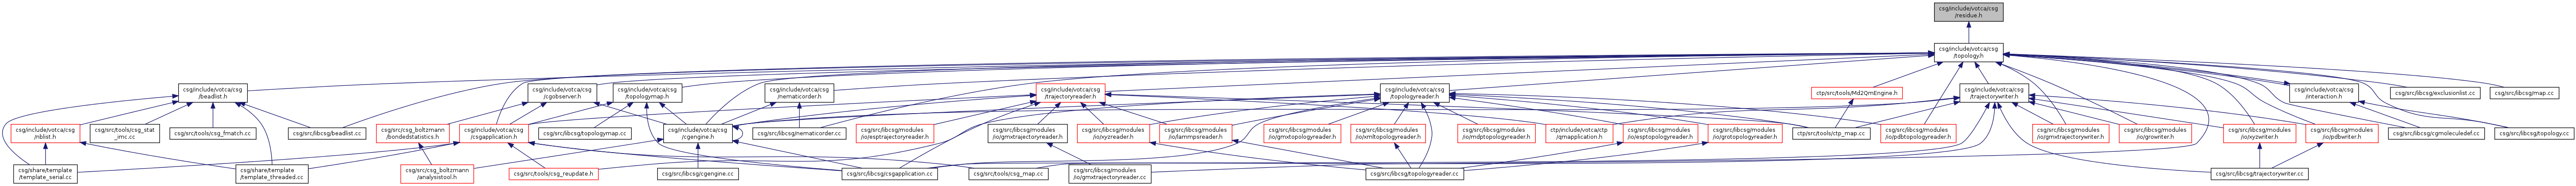 csg/include/votca/csg
/residue.h
csg/include/votca/csg
/topology.h
csg/include/votca/csg
/beadlist.h
csg/include/votca/csg
/cgobserver.h
csg/include/votca/csg
/topologymap.h
csg/include/votca/csg
/nematicorder.h
csg/include/votca/csg
/trajectoryreader.h
csg/include/votca/csg
/topologyreader.h
ctp/src/tools/Md2QmEngine.h
csg/include/votca/csg
/trajectorywriter.h
csg/include/votca/csg
/interaction.h
csg/src/libcsg/exclusionlist.cc
csg/src/libcsg/map.cc
csg/include/votca/csg
/nblist.h
csg/src/tools/csg_stat
_imc.cc
csg/src/tools/csg_fmatch.cc
csg/src/libcsg/beadlist.cc
csg/src/csg_boltzmann
/bondedstatistics.h
csg/include/votca/csg
/csgapplication.h
csg/src/libcsg/topologymap.cc
csg/include/votca/csg
/cgengine.h
csg/src/libcsg/nematicorder.cc
csg/src/libcsg/modules
/io/esptrajectoryreader.h
csg/src/libcsg/modules
/io/gmxtrajectoryreader.h
csg/src/libcsg/modules
/io/xyzreader.h
csg/src/libcsg/modules
/io/lammpsreader.h
csg/src/libcsg/modules
/io/gmxtopologyreader.h
csg/src/libcsg/modules
/io/xmltopologyreader.h
csg/src/libcsg/modules
/io/lmdptopologyreader.h
ctp/include/votca/ctp
/qmapplication.h
csg/src/libcsg/modules
/io/esptopologyreader.h
csg/src/libcsg/modules
/io/grotopologyreader.h
ctp/src/tools/ctp_map.cc
csg/src/libcsg/modules
/io/pdbtopologyreader.h
csg/src/libcsg/modules
/io/gmxtrajectorywriter.h
csg/src/libcsg/modules
/io/growriter.h
csg/src/libcsg/modules
/io/xyzwriter.h
csg/src/libcsg/modules
/io/pdbwriter.h
csg/src/libcsg/cgmoleculedef.cc
csg/src/libcsg/topology.cc
csg/share/template
/template_serial.cc
csg/share/template
/template_threaded.cc
csg/src/csg_boltzmann
/analysistool.h
csg/src/tools/csg_reupdate.h
csg/src/libcsg/cgengine.cc
csg/src/libcsg/csgapplication.cc
csg/src/tools/csg_map.cc
csg/src/libcsg/modules
/io/gmxtrajectoryreader.cc
csg/src/libcsg/topologyreader.cc
csg/src/libcsg/trajectorywriter.cc